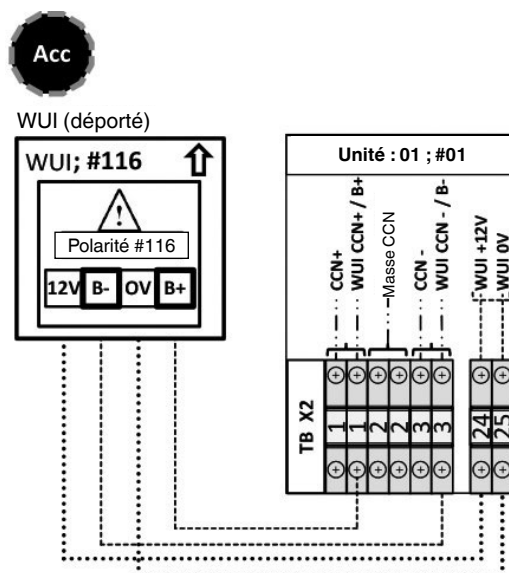 Acc
WUI (déporté)
WUI; #116
Polarité #116
12V B- 0V B+
Unité : 01 ; #01
CCN+
WUI CCN+ / B+
Masse CCN
CCN -
WUI CCN - / B-
WUI +12V
WUI 0V
TB X2
1 1 2 2 3 3 24 25